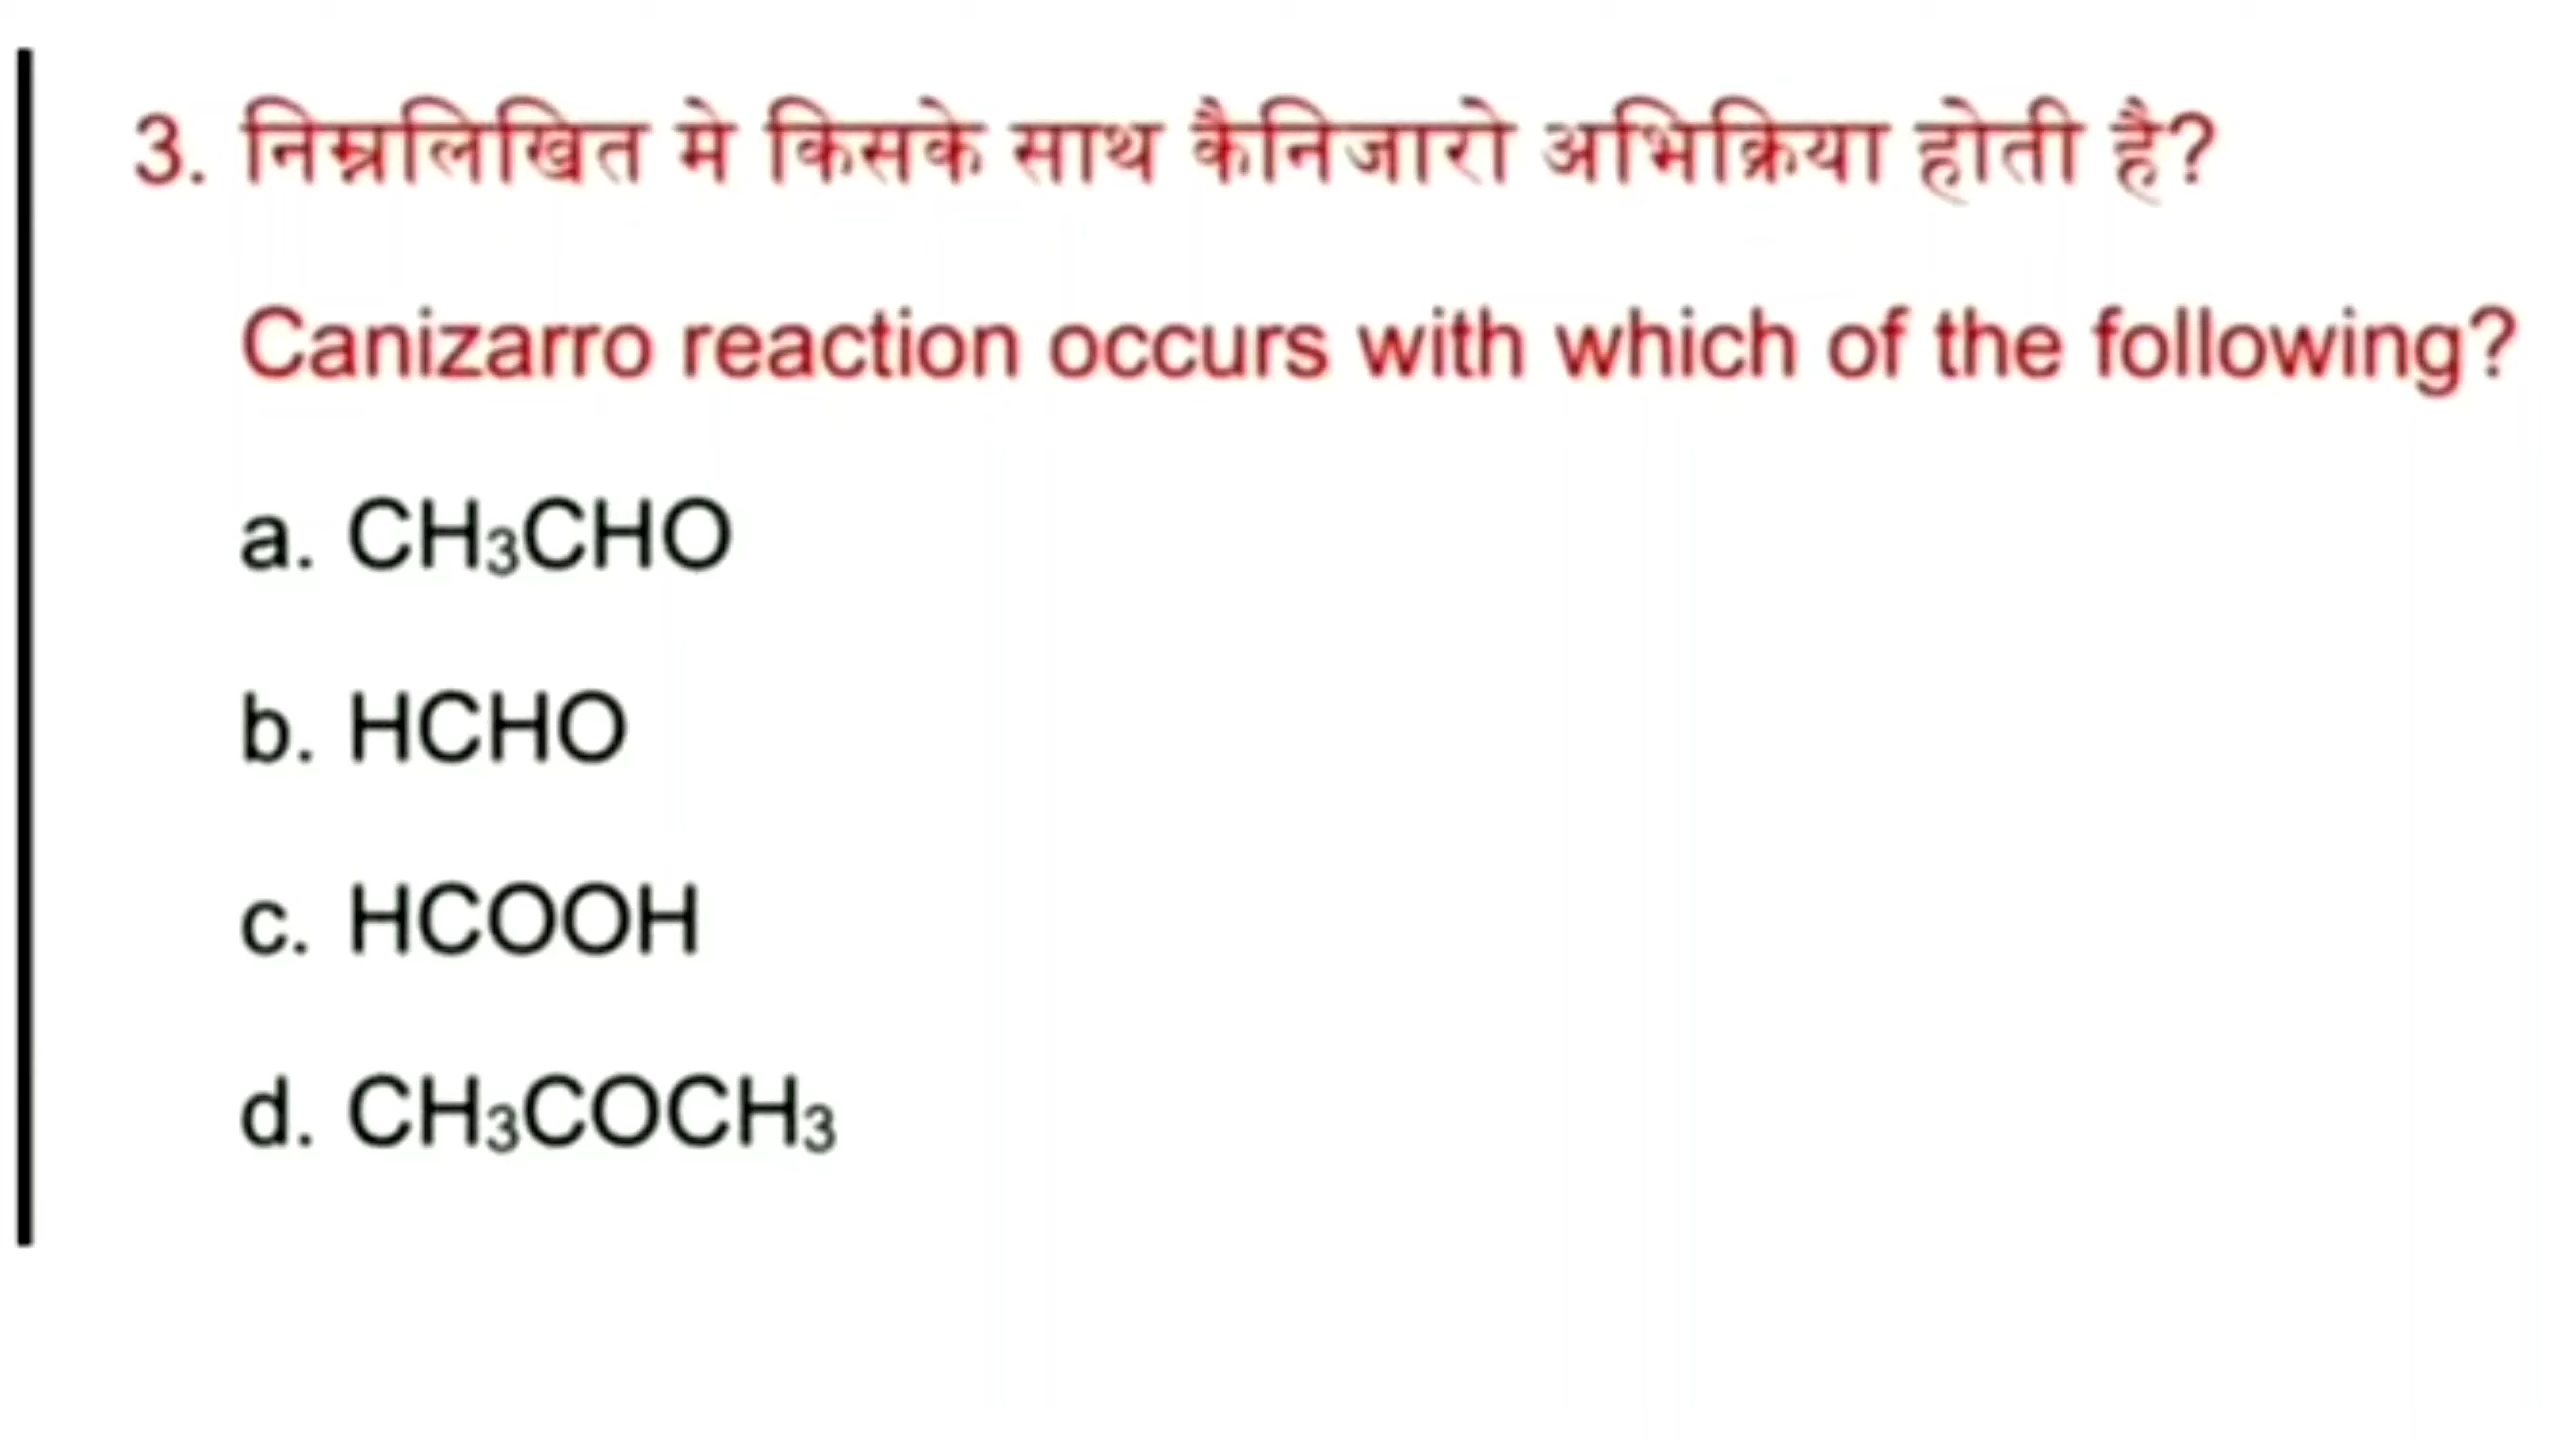 3. निम्नलिखित मे किसके साथ कैनिजारो अभिक्रिया होती है?
Canizarro reaction occurs with which of the following?
a. CH₃CHO
b. HCHO
c. HCOOH
d. CH₃COCH₃